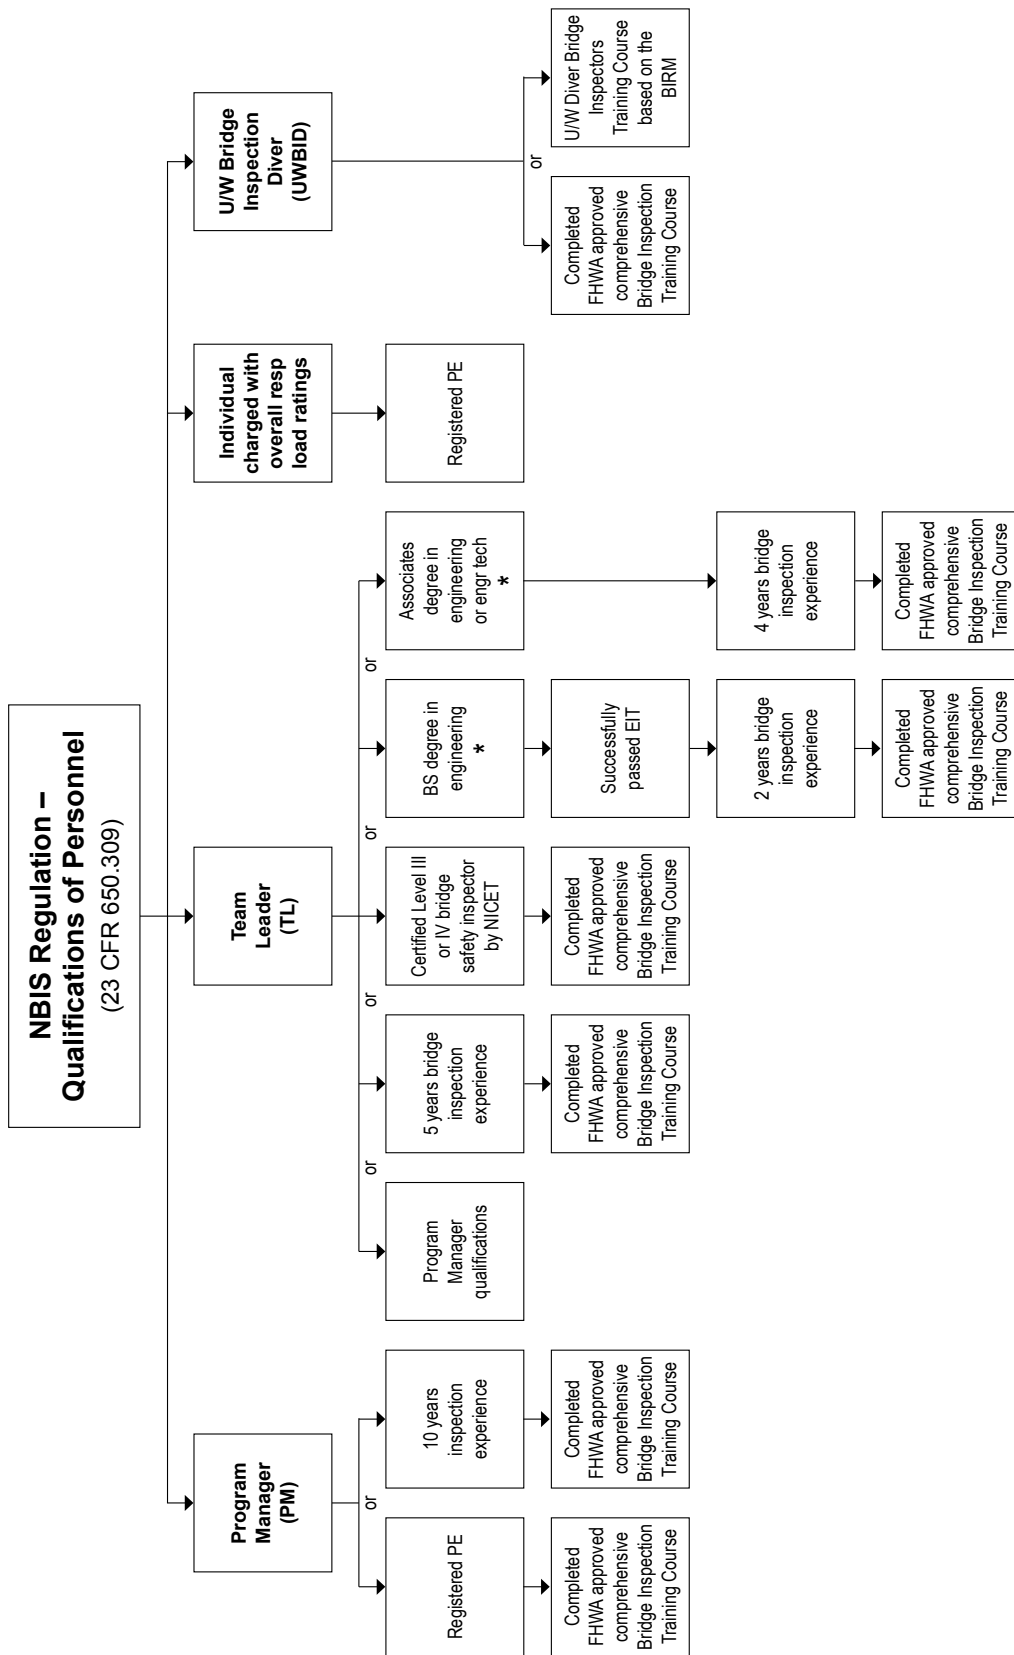 NBIS Regulation –
Qualifications of Personnel
(23 CFR 650.309)
Program
Manager
(PM)
Team
Leader
(TL)
Individual
charged with
overall resp
load ratings
U/W Bridge
Inspection
Diver
(UWBID)
Registered PE
or
10 years
inspection
experience
Program
Manager
qualifications
or
5 years bridge
inspection
experience
or
Certified Level III
or IV bridge
safety inspector
by NICET
or
BS degree in
engineering
*
or
Associates
degree in
engineering
or engr tech
*
Registered PE
Completed
FHWA approved
comprehensive
Bridge Inspection
Training Course
Completed
FHWA approved
comprehensive
Bridge Inspection
Training Course
Completed
FHWA approved
comprehensive
Bridge Inspection
Training Course
Completed
FHWA approved
comprehensive
Bridge Inspection
Training Course
Successfully
passed EIT
Completed
FHWA approved
comprehensive
Bridge Inspection
Training Course
or
U/W Diver Bridge
Inspectors
Training Course
based on the
BIRM
2 years bridge
inspection
experience
4 years bridge
inspection
experience
Completed
FHWA approved
comprehensive
Bridge Inspection
Training Course
Completed
FHWA approved
comprehensive
Bridge Inspection
Training Course